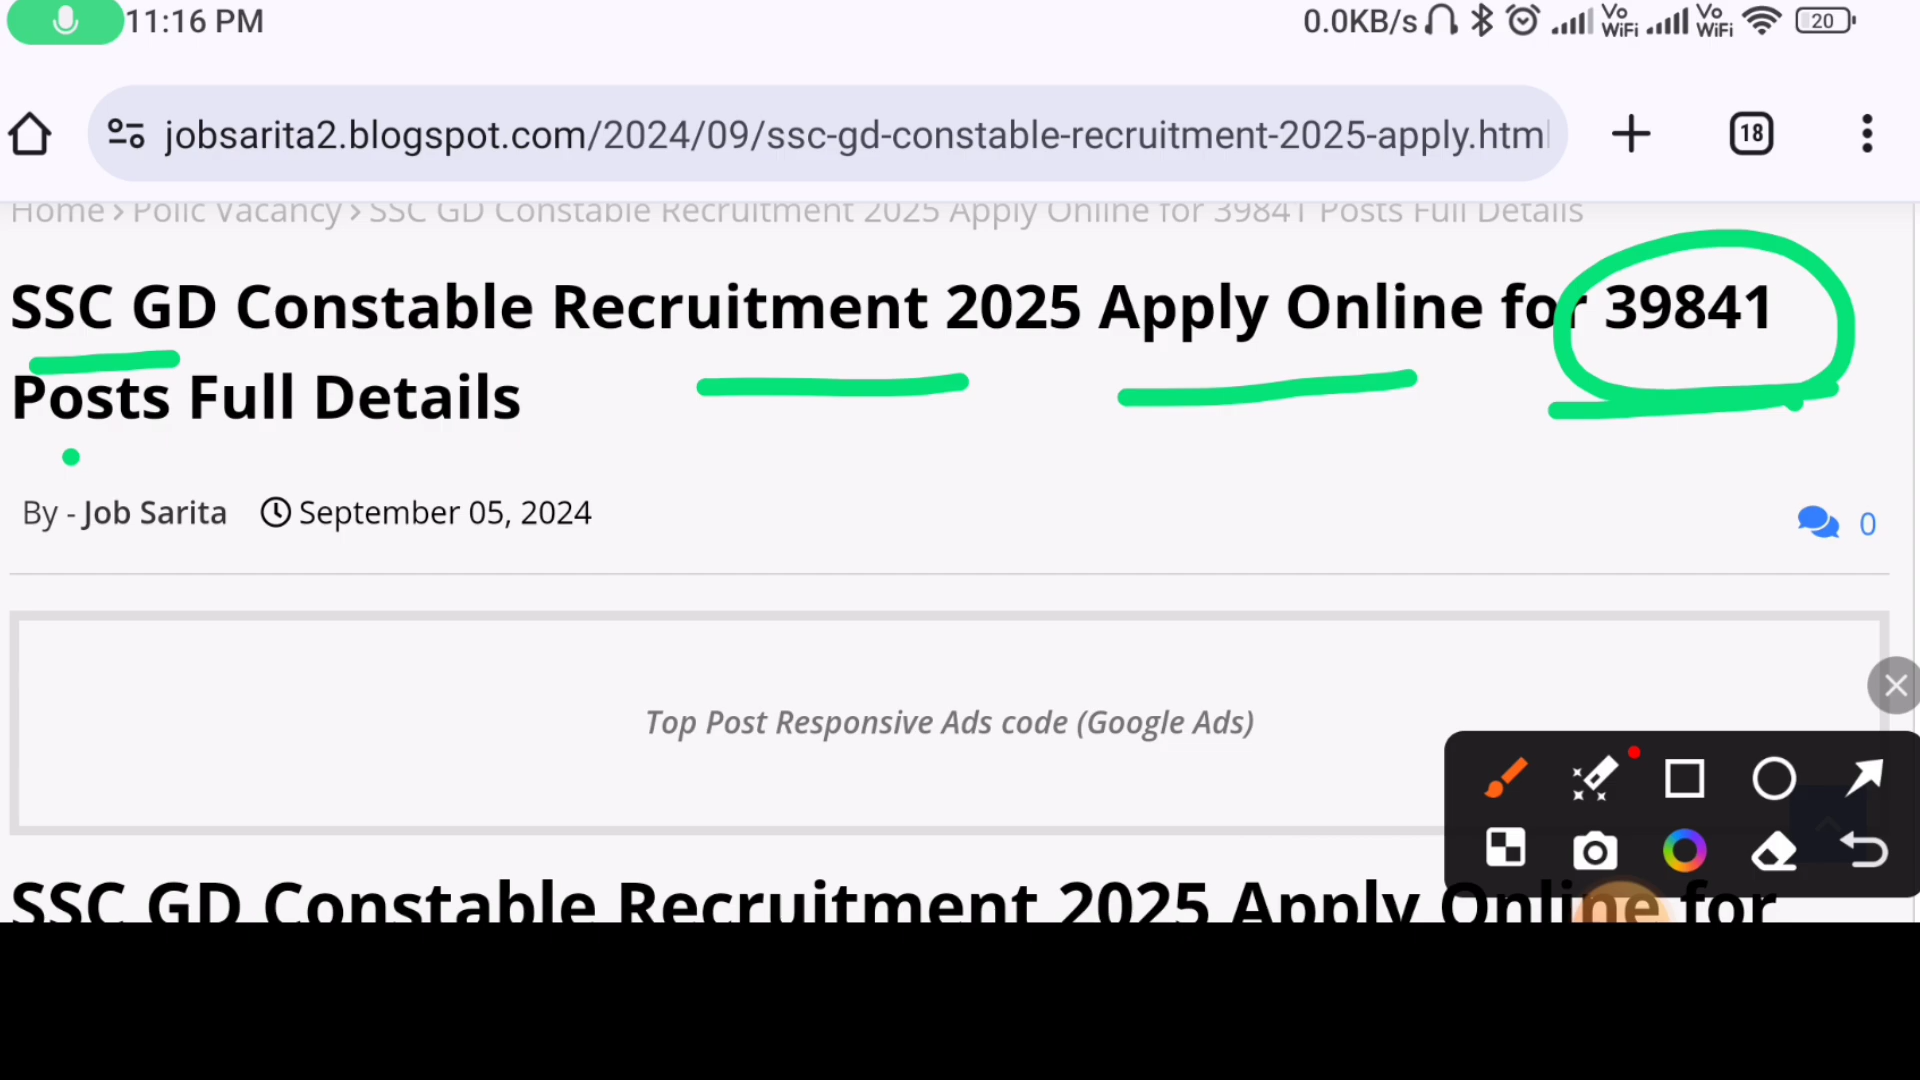 11:16 PM
0.0KB/s Vo WiFi Vo WiFi 20
jobsarita2.blogspot.com/2024/09/ssc-gd-constable-recruitment-2025-apply.htm
18
Home › Polic Vacancy › SSC GD Constable Recruitment 2025 Apply Online for 39841 Posts Full Details
SSC GD Constable Recruitment 2025 Apply Online for 39841
Posts Full Details
By - Job Sarita September 05, 2024
0
Top Post Responsive Ads code (Google Ads)
SSC GD Constable Recruitment 2025 Apply Online for